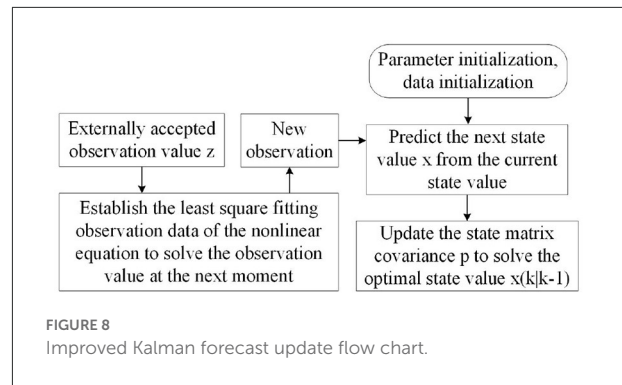 Parameter initialization,
data initialization
Externally accepted
observation value z
New
observation
Predict the next state
value x from the current
state value
Establish the least square fitting
observation data of the nonlinear
equation to solve the observation
value at the next moment
Update the state matrix
covariance p to solve the
optimal state value x(k|k-1)
FIGURE 8
Improved Kalman forecast update flow chart.